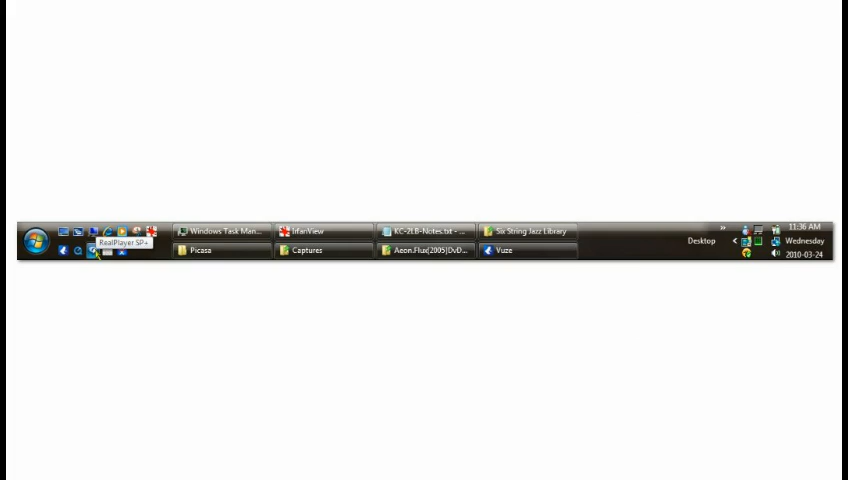 Windows Task Man...
IrfanView
KC-2LB-Notes.txt - ...
Six String Jazz Library
11:36 AM
RealPlayer SP+
Desktop
Wednesday
Picasa
Captures
Aeon.Flux[2005]DvD...
Vuze
2010-03-24